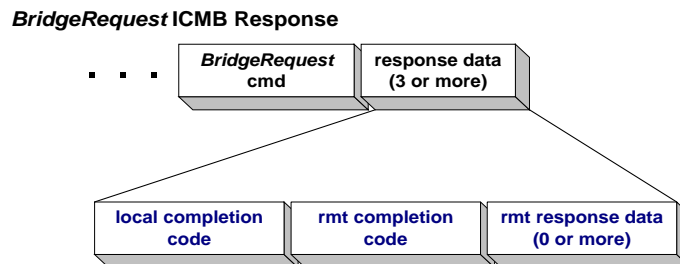 BridgeRequest ICMB Response
. . .
BridgeRequest
cmd
response data
(3 or more)
local completion
code
rmt completion
code
rmt response data
(0 or more)